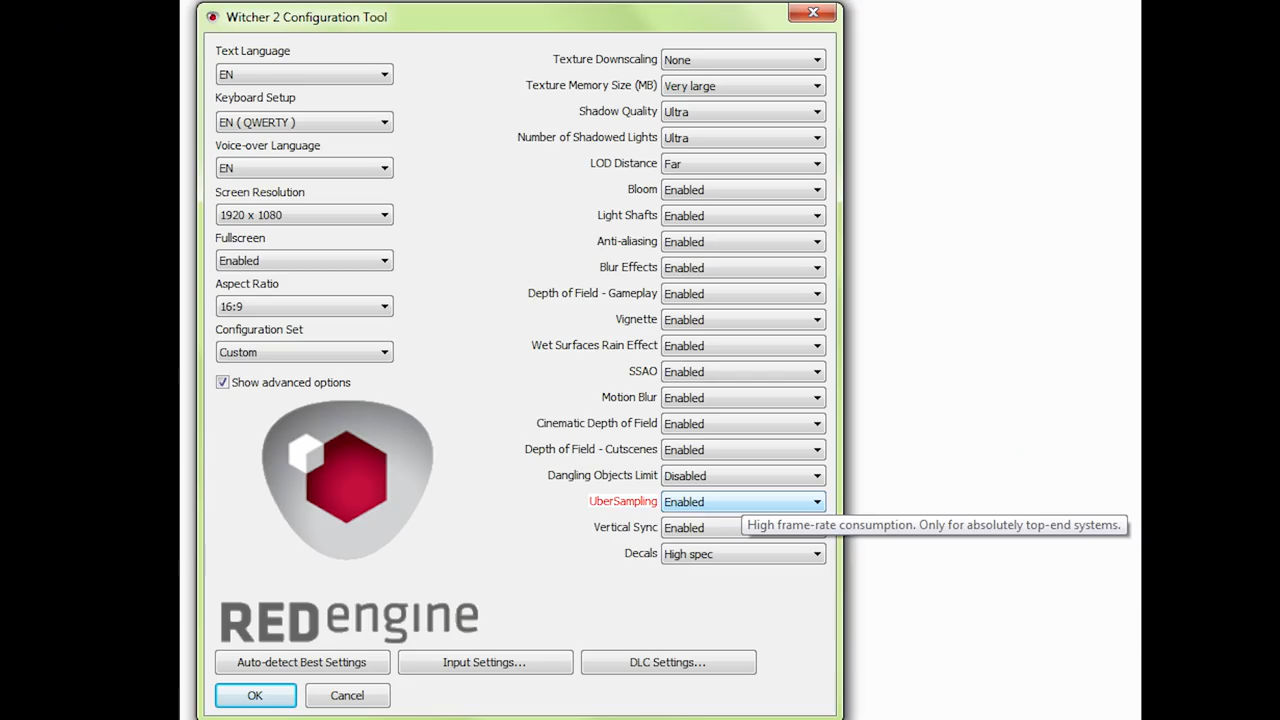 Witcher 2 Configuration Tool
Text Language
EN
Keyboard Setup
EN ( QWERTY )
Voice-over Language
EN
Screen Resolution
1920 x 1080
Fullscreen
Enabled
Aspect Ratio
16:9
Configuration Set
Custom
Show advanced options
Texture Downscaling None
Texture Memory Size (MB) Very large
Shadow Quality Ultra
Number of Shadowed Lights Ultra
LOD Distance Far
Bloom Enabled
Light Shafts Enabled
Anti-aliasing Enabled
Blur Effects Enabled
Depth of Field - Gameplay Enabled
Vignette Enabled
Wet Surfaces Rain Effect Enabled
SSAO Enabled
Motion Blur Enabled
Cinematic Depth of Field Enabled
Depth of Field - Cutscenes Enabled
Dangling Objects Limit Disabled
UberSampling Enabled
Vertical Sync Enabled
High frame-rate consumption. Only for absolutely top-end systems.
Decals High spec
REDengine
Auto-detect Best Settings Input Settings... DLC Settings...
OK Cancel